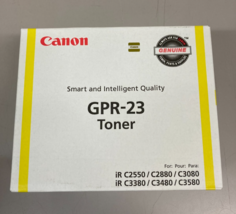 Canon
GENUINE
Smart and Intelligent Quality
GPR-23
Toner
For: Pour: Para:
iR C2550 / C2880 / C3080
iR C3380 / C3480 / C3580